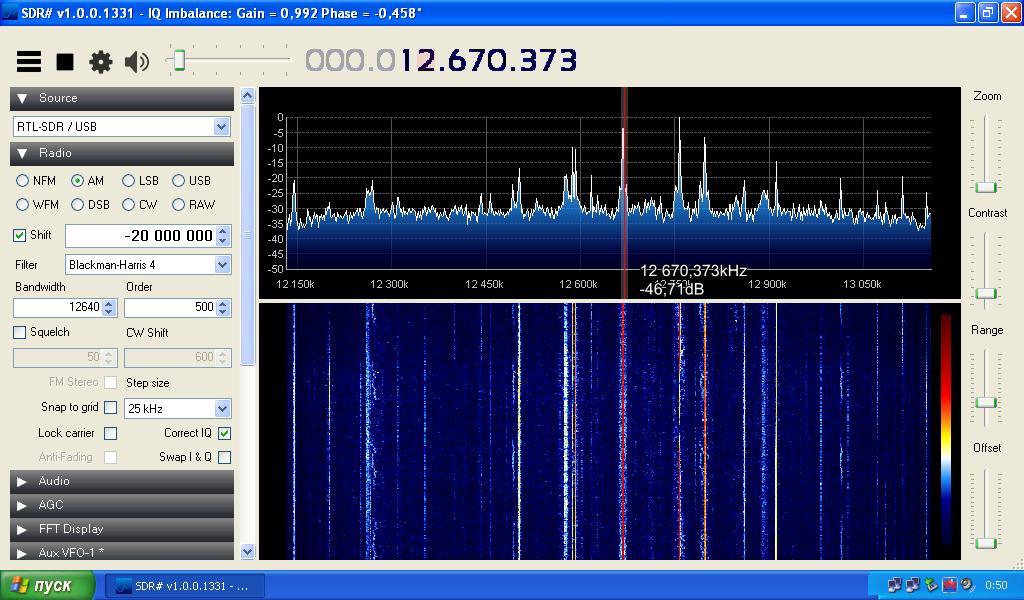 SDR# v1.0.0.1331 - IQ Imbalance: Gain = 0,992 Phase = -0,458°
000.012.670.373
Source
RTL-SDR / USB
Radio
NFM AM LSB USB
WFM DSB CW RAW
Shift -20 000 000
Filter Blackman-Harris 4
Bandwidth Order
12640 500
Squelch CW Shift
50 600
FM Stereo Step size
Snap to grid 25 kHz
Lock carrier Correct IQ
Anti-Fading Swap I & Q
Audio
AGC
FFT Display
Aux VFO-1 *
0
-5
-10
-15
-20
-25
-30
-35
-40
-45
-50
12 150k 12 300k 12 450k 12 600k 12 750k 12 900k 13 050k
12 670,373kHz
-46,71dB
Zoom
Contrast
Range
Offset
пуск
SDR# v1.0.0.1331 - ...
0:50